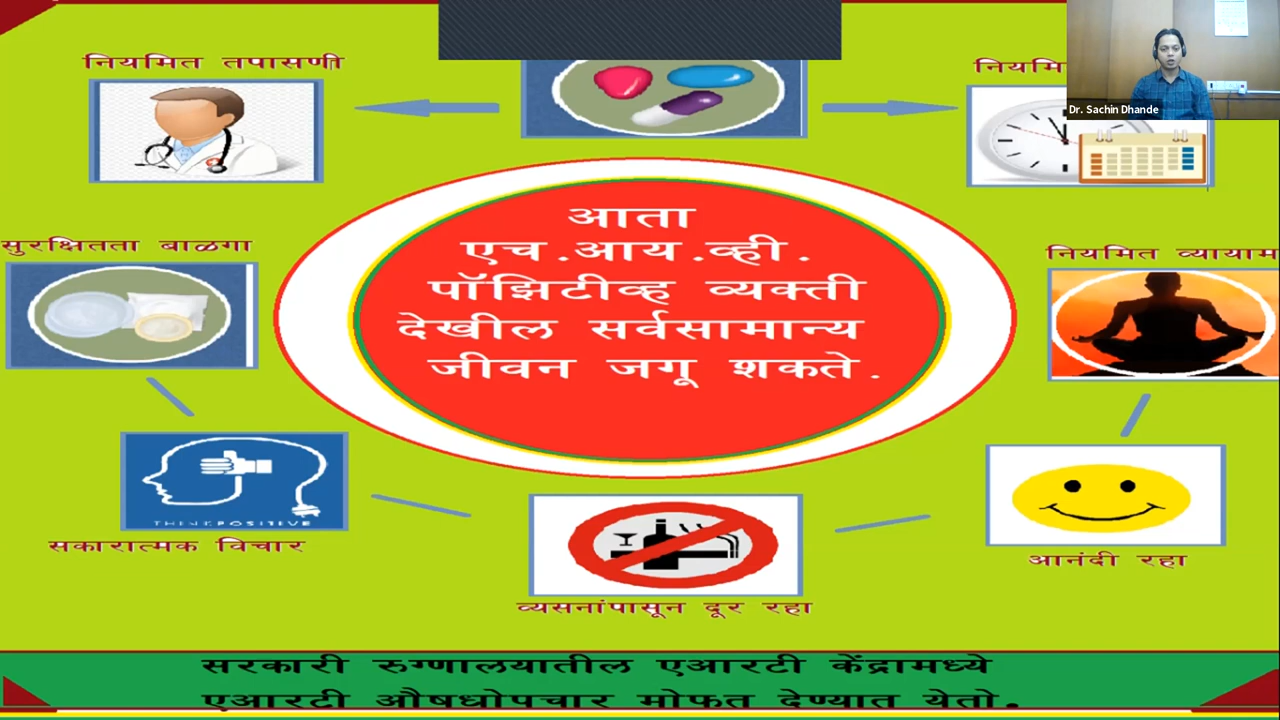 नियमित तपासणी
Dr. Sachin Dhande
सुरक्षितता बाळगा
आता
एच.आय.व्ही.
पॉझिटीव्ह व्यक्ती
देखील सर्वसामान्य
जीवन जगू शकते.
नियमित व्यायाम
THINK POSITIVE
सकारात्मक विचार
आनंदी रहा
व्यसनांपासून दूर रहा
सरकारी रुग्णालयातील एआरटी केंद्रामध्ये
एआरटी औषधोपचार मोफत देण्यात येतो.